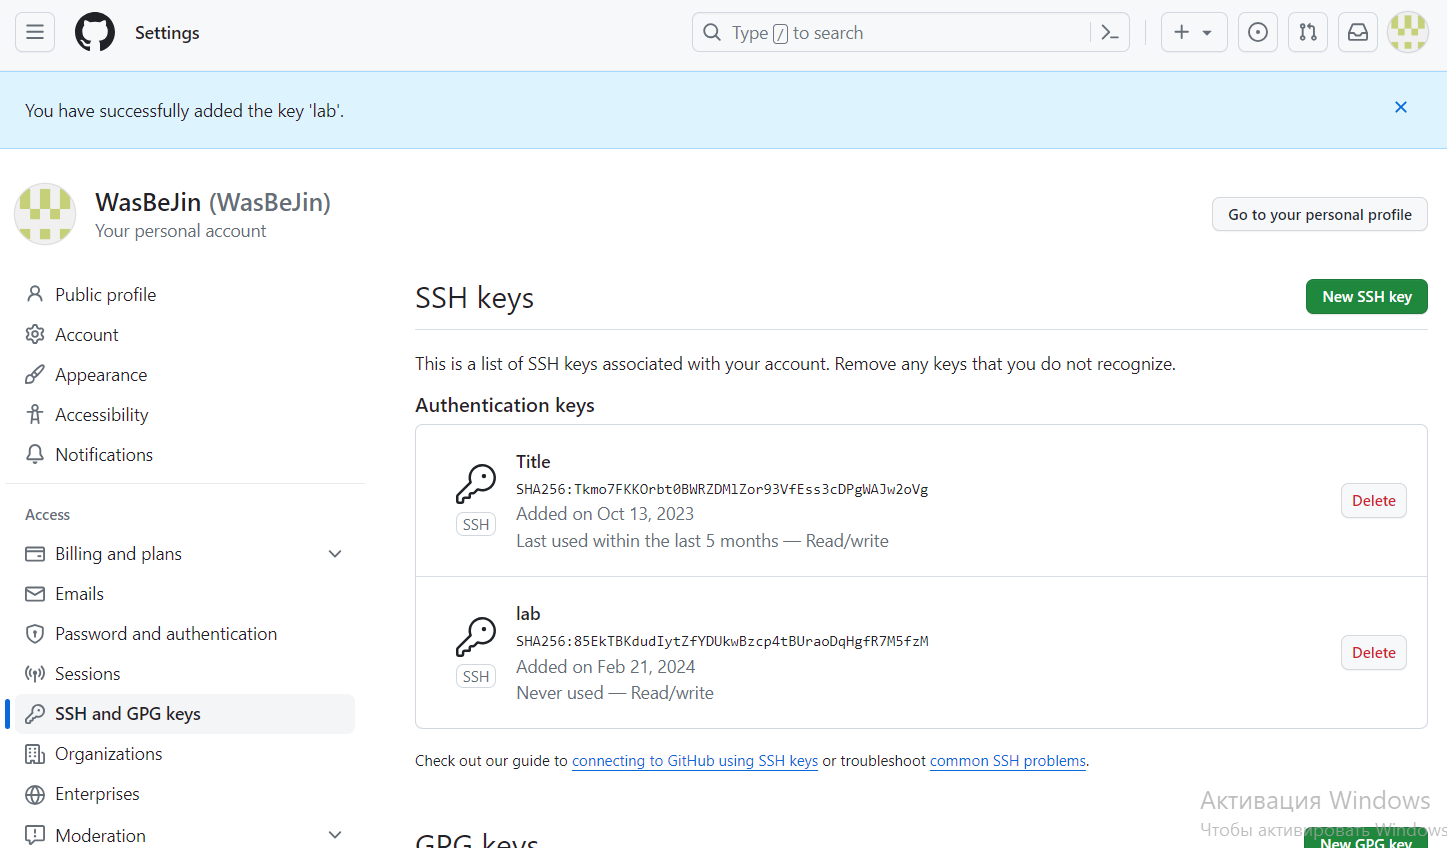 Settings
Type / to search
You have successfully added the key 'lab'.
WasBeJin (WasBeJin)
Your personal account
Go to your personal profile
Public profile
Account
Appearance
Accessibility
Notifications
Access
Billing and plans
Emails
Password and authentication
Sessions
SSH and GPG keys
Organizations
Enterprises
Moderation
SSH keys
New SSH key
This is a list of SSH keys associated with your account. Remove any keys that you do not recognize.
Authentication keys
Title
SHA256:Tkmo7FKKOrbt0BWRZDMlZor93VfEss3cDPgWAJw2oVg
SSH
Added on Oct 13, 2023
Last used within the last 5 months — Read/write
Delete
lab
SHA256:85EkTBKdudIytZfYDUkwBzcp4tBUraoDqHgfR7M5fzM
SSH
Added on Feb 21, 2024
Never used — Read/write
Delete
Check out our guide to connecting to GitHub using SSH keys or troubleshoot common SSH problems.
GPG keys
New GPG key
Активация Windows
Чтобы активировать Windows